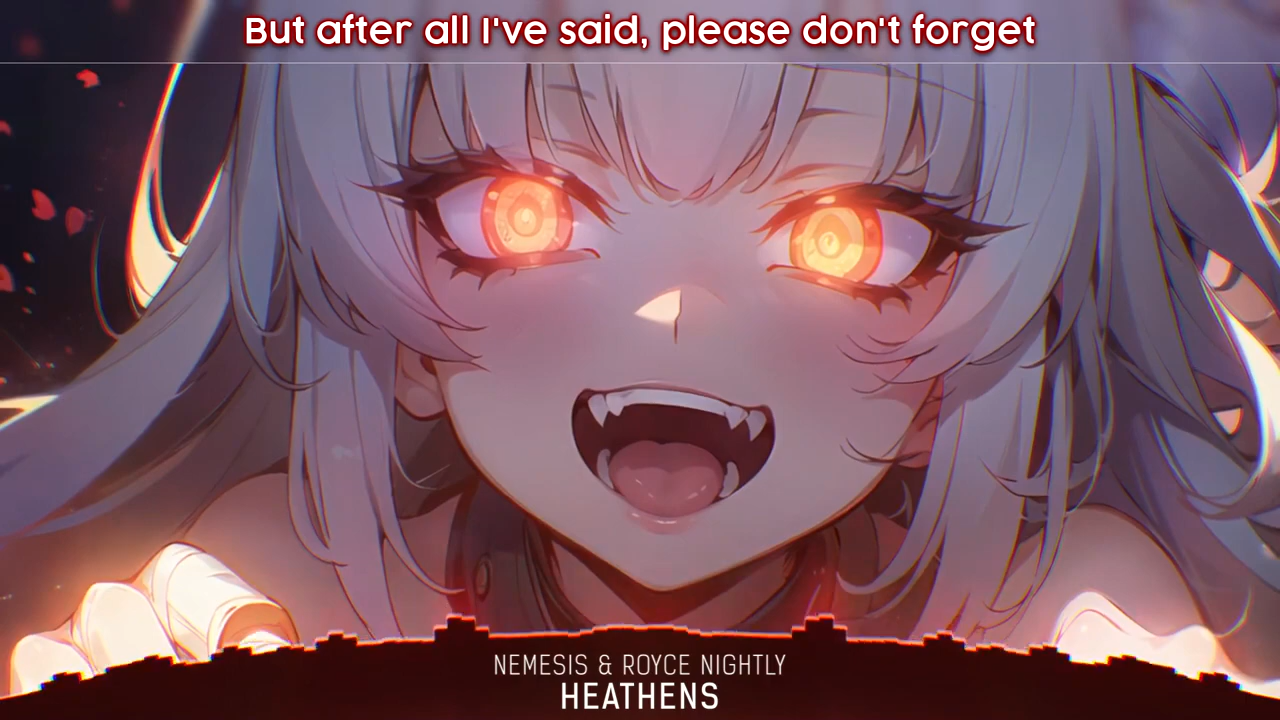 But after all I've said, please don't forget
NEMESIS & ROYCE NIGHTLY
HEATHENS